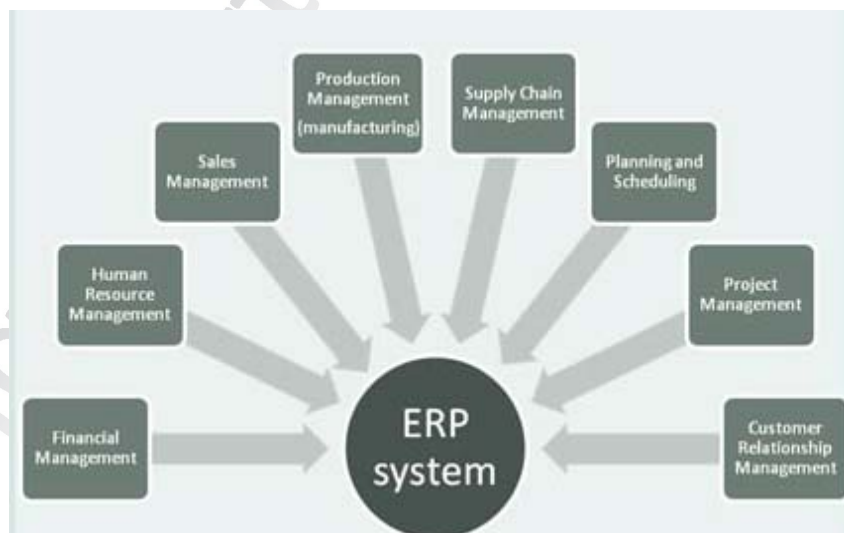 Production
Management
(manufacturing)
Supply Chain
Management
Sales
Management
Planning and
Scheduling
Human
Resource
Management
Project
Management
Financial
Management
ERP
system
Customer
Relationship
Management